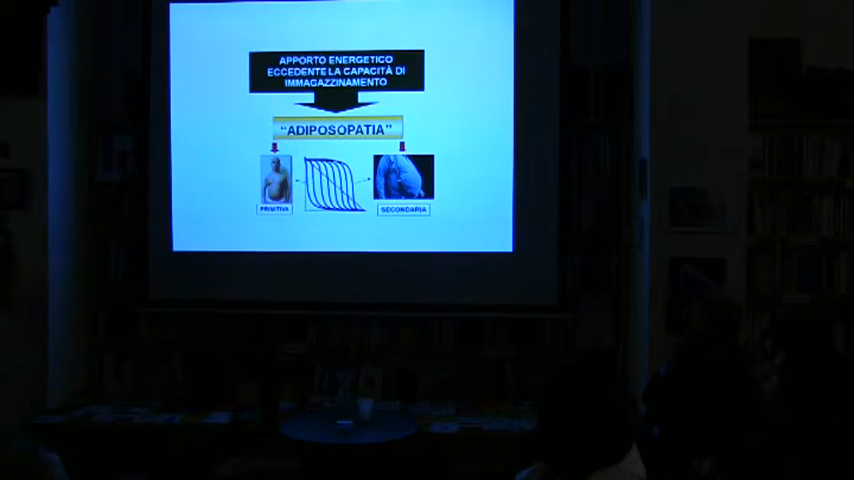 APPORTO ENERGETICO
ECCEDENTE LA CAPACITÀ DI
IMMAGAZZINAMENTO
“ADIPOSOPATIA”
PRIMITIVA
SECONDARIA